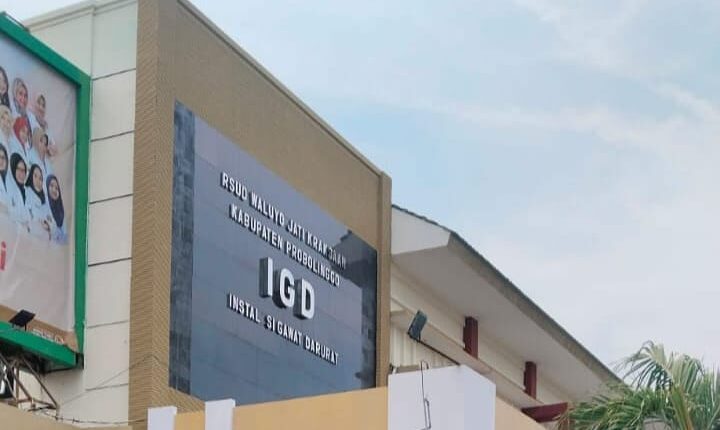 RSUD WALUYO JATI KRAKSAAN
KABUPATEN PROBOLINGGO
IGD
INSTAL SI GAWAT DARURAT